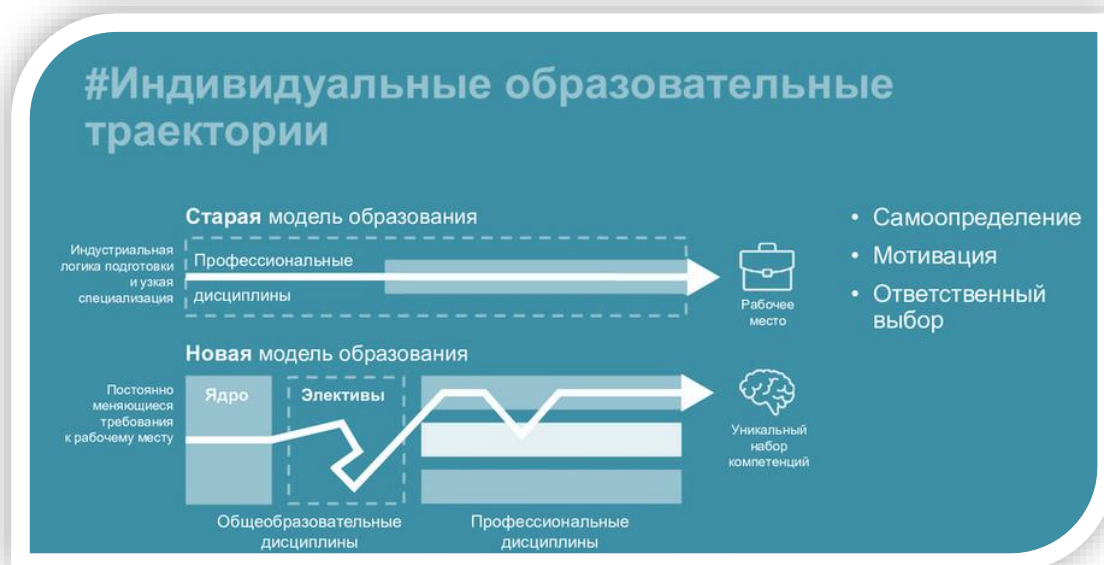 #Индивидуальные образовательные
траектории
Старая модель образования
Индустриальная
логика подготовки
и узкая
специализация
Профессиональные
дисциплины
Рабочее
место
Новая модель образования
Постоянно
меняющиеся
требования
к рабочему месту
Ядро
Элективы
Уникальный
набор
компетенций
Общеобразовательные
дисциплины
Профессиональные
дисциплины
• Самоопределение
• Мотивация
• Ответственный
выбор